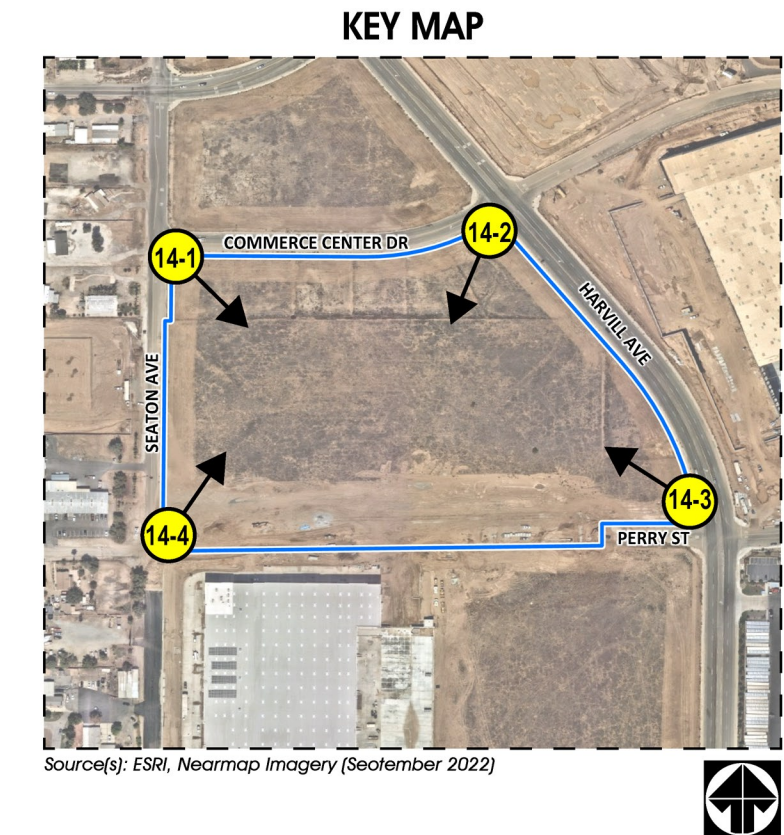 KEY MAP
COMMERCE CENTER DR
14-1
14-2
HARVILL AVE
SEATON AVE
14-3
14-4
PERRY ST
Source(s): ESRI, Nearmap Imagery (Seotember 2022)